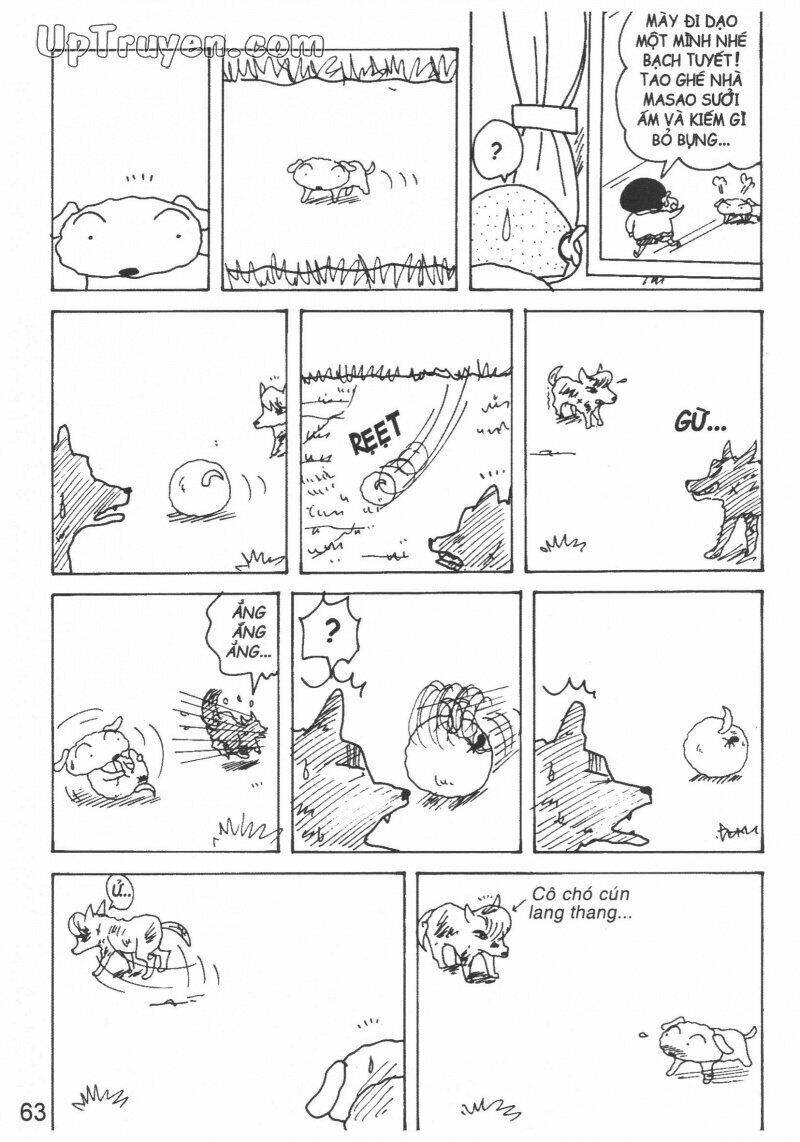 UpTruyen.com
MÀY ĐI DẠO
MỘT MÌNH NHÉ
BẠCH TUYẾT!
TAO GHÉ NHÀ
MASAO SƯỞI
ẤM VÀ KIẾM GÌ
BỎ BỤNG...
?
GỪ...
RẸẸT
?
ẲNG
ẲNG
ẲNG...
Cô chó cún
lang thang...
Ử...
63